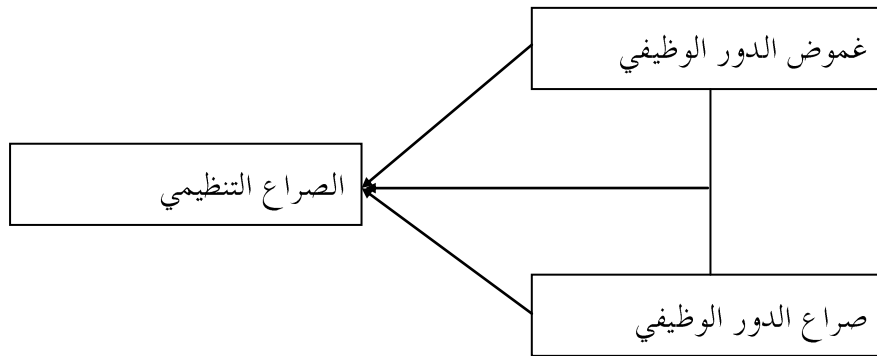 غموض الدور الوظيفي
الصراع التنظيمي
صراع الدور الوظيفي